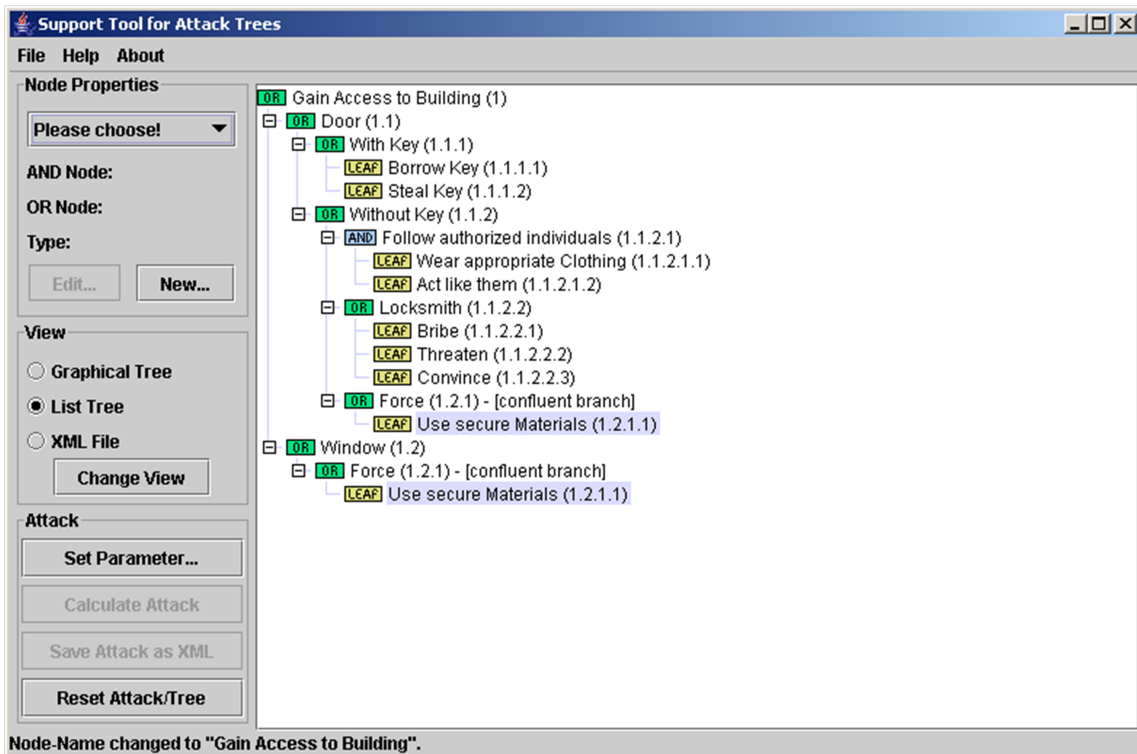 Support Tool for Attack Trees
File Help About
Node Properties
Please choose!
AND Node:
OR Node:
Type:
Edit... New...
View
Graphical Tree
List Tree
XML File
Change View
Attack
Set Parameter...
Calculate Attack
Save Attack as XML
Reset Attack/Tree
OR Gain Access to Building (1)
OR Door (1.1)
OR With Key (1.1.1)
LEAF Borrow Key (1.1.1.1)
LEAF Steal Key (1.1.1.2)
OR Without Key (1.1.2)
AND Follow authorized individuals (1.1.2.1)
LEAF Wear appropriate Clothing (1.1.2.1.1)
LEAF Act like them (1.1.2.1.2)
OR Locksmith (1.1.2.2)
LEAF Bribe (1.1.2.2.1)
LEAF Threaten (1.1.2.2.2)
LEAF Convince (1.1.2.2.3)
OR Force (1.2.1) - [confluent branch]
LEAF Use secure Materials (1.2.1.1)
OR Window (1.2)
OR Force (1.2.1) - [confluent branch]
LEAF Use secure Materials (1.2.1.1)
Node-Name changed to "Gain Access to Building".